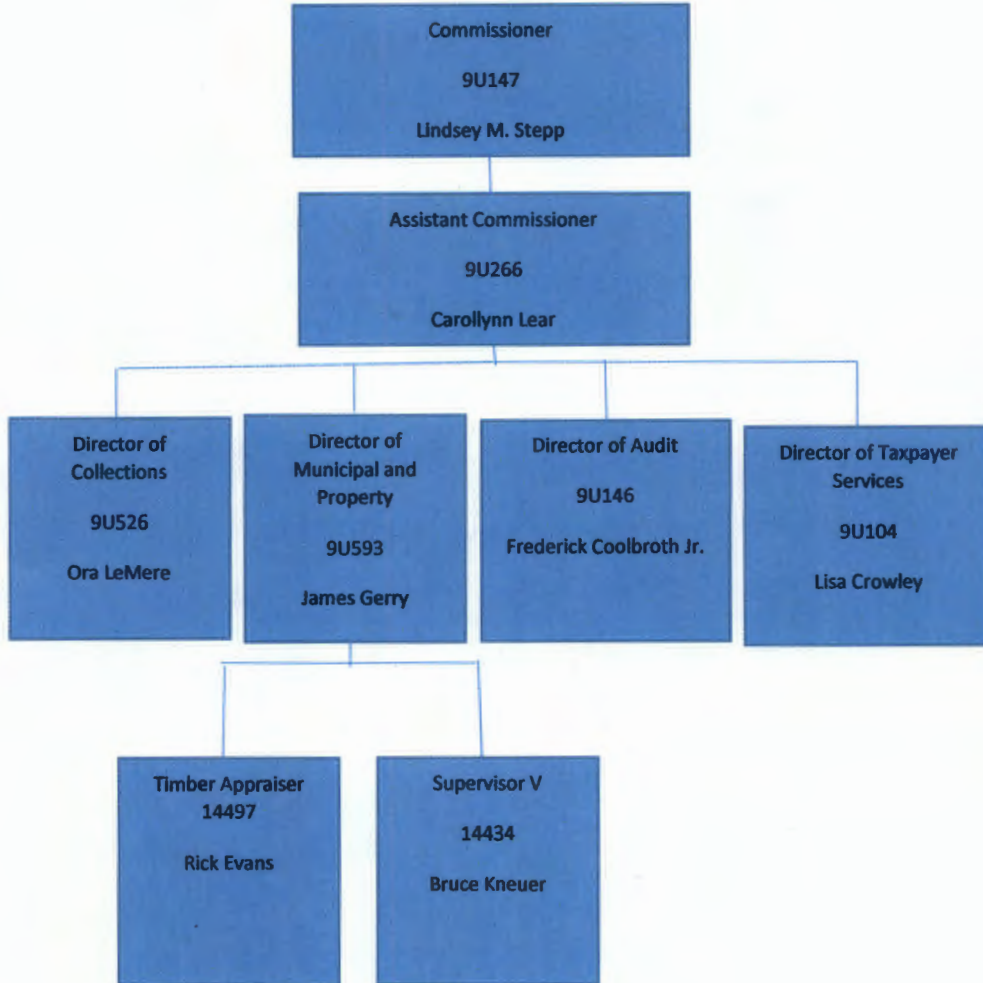 Commissioner
9U147
Lindsey M. Stepp
Assistant Commissioner
9U266
Carollynn Lear
Director of
Collections
9U526
Ora LeMere
Director of
Municipal and
Property
9U593
James Gerry
Director of Audit
9U146
Frederick Coolbroth Jr.
Director of Taxpayer
Services
9U104
Lisa Crowley
Timber Appraiser
14497
Rick Evans
Supervisor V
14434
Bruce Kneuer